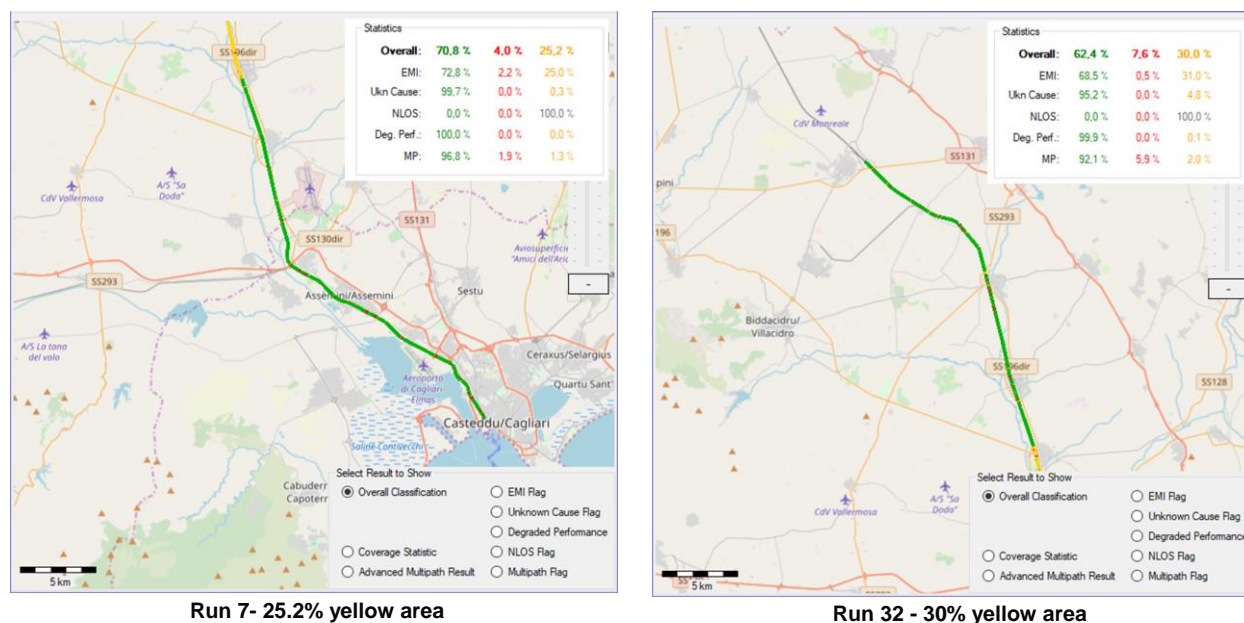 Statistics
Overall: 70,8 % 4,0 % 25,2 %
EMI: 72,8 % 2,2 % 25,0 %
Ukn Cause: 99,7 % 0,0 % 0,3 %
NLOS: 0,0 % 0,0 % 100,0 %
Deg. Perf.: 100,0 % 0,0 % 0,0 %
MP: 96,8 % 1,9 % 1,3 %
CdV Vallermosa
A/S "Sa Doda"
SS131
SS130dir
Aviosuperficie
"Amici dell'Aric
SS293
Assemini/Assemini
Sestu
-
A/S La tana
del volo
Ceraxus/Selargius
Aeroporto
di Cagliari
Elmas
Quartu Sant'
Casteddu/Cagliari
Saline Contivecchi
Select Result to Show
Overall Classification
EMI Flag
Unknown Cause Flag
Degraded Perfomance
Coverage Statistic
NLOS Flag
Advanced Multipath Result
Multipath Flag
Capoterr
5 km
Run 7- 25.2% yellow area
Statistics
Overall: 62,4 % 7,6 % 30,0 %
EMI: 68,5 % 0,5 % 31,0 %
Ukn Cause: 95,2 % 0,0 % 4,8 %
NLOS: 0,0 % 0,0 % 100,0 %
Deg. Perf.: 99,9 % 0,0 % 0,1 %
MP: 92,1 % 5,9 % 2,0 %
CdV Monreale
SS131
pini
SS293
196
-
Biddacidru/
Villacidro
SS196dir
SS128
Select Result to Show
Overall Classification
EMI Flag
Unknown Cause Flag
Degraded Perfomance
CdV Vallermosa
A/S "Sa
Doda"
Coverage Statistic
NLOS Flag
Advanced Multipath Result
Multipath Flag
5 km
Run 32 - 30% yellow area